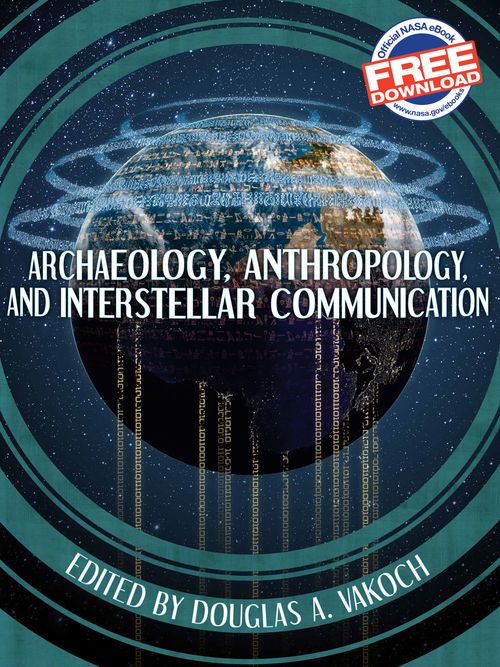 Official NASA eBook
FREE
DOWNLOAD
www.nasa.gov/ebooks
ARCHAEOLOGY, ANTHROPOLOGY,
AND INTERSTELLAR COMMUNICATION
EDITED BY DOUGLAS A. VAKOCH